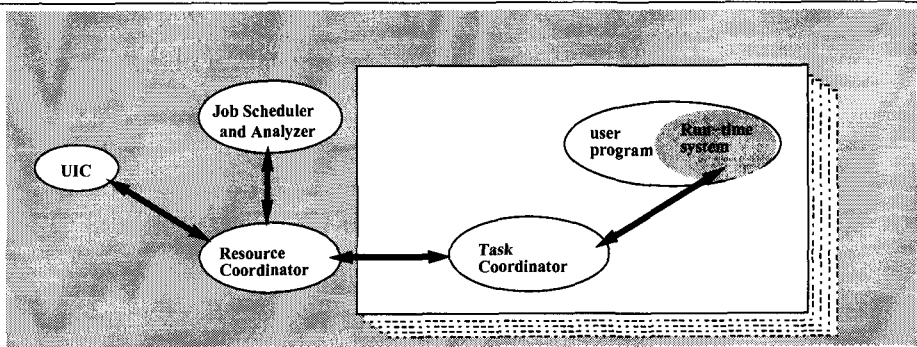 Job Scheduler
and Analyzer
UIC
user
program
Run-time
system
Resource
Coordinator
Task
Coordinator